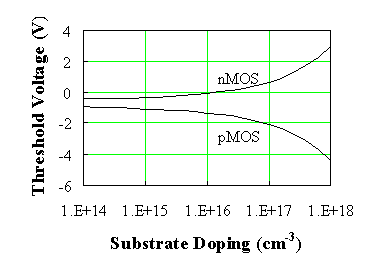 Threshold Voltage (V)
4
2
0
-2
-4
-6
nMOS
pMOS
1.E+14 1.E+15 1.E+16 1.E+17 1.E+18
Substrate Doping (cm-3)